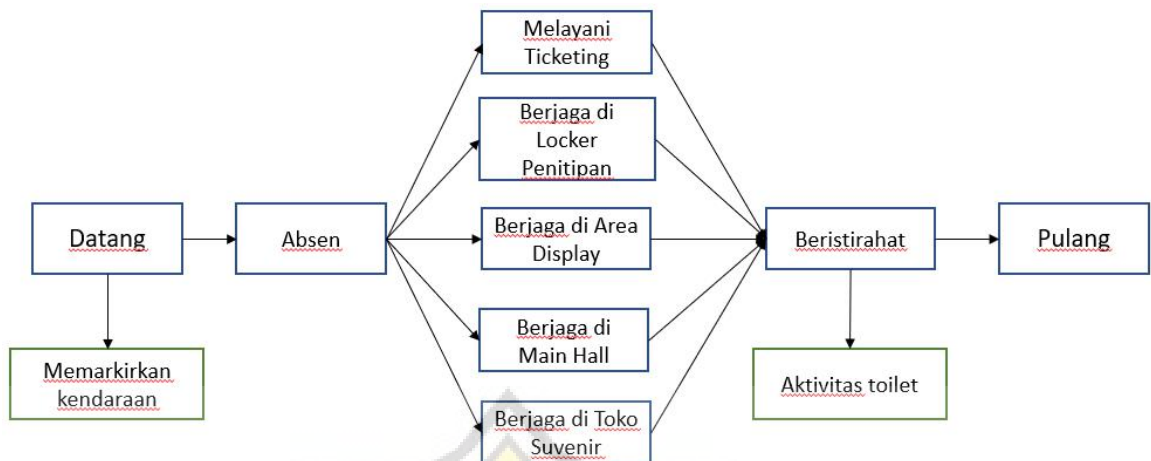 Melayani
Ticketing
Berjaga di
Locker
Penitipan
Datang
Absen
Berjaga di Area
Display
Beristirahat
Pulang
Berjaga di
Main Hall
Memarkirkan
kendaraan
Aktivitas toilet
Berjaga di Toko
Suvenir